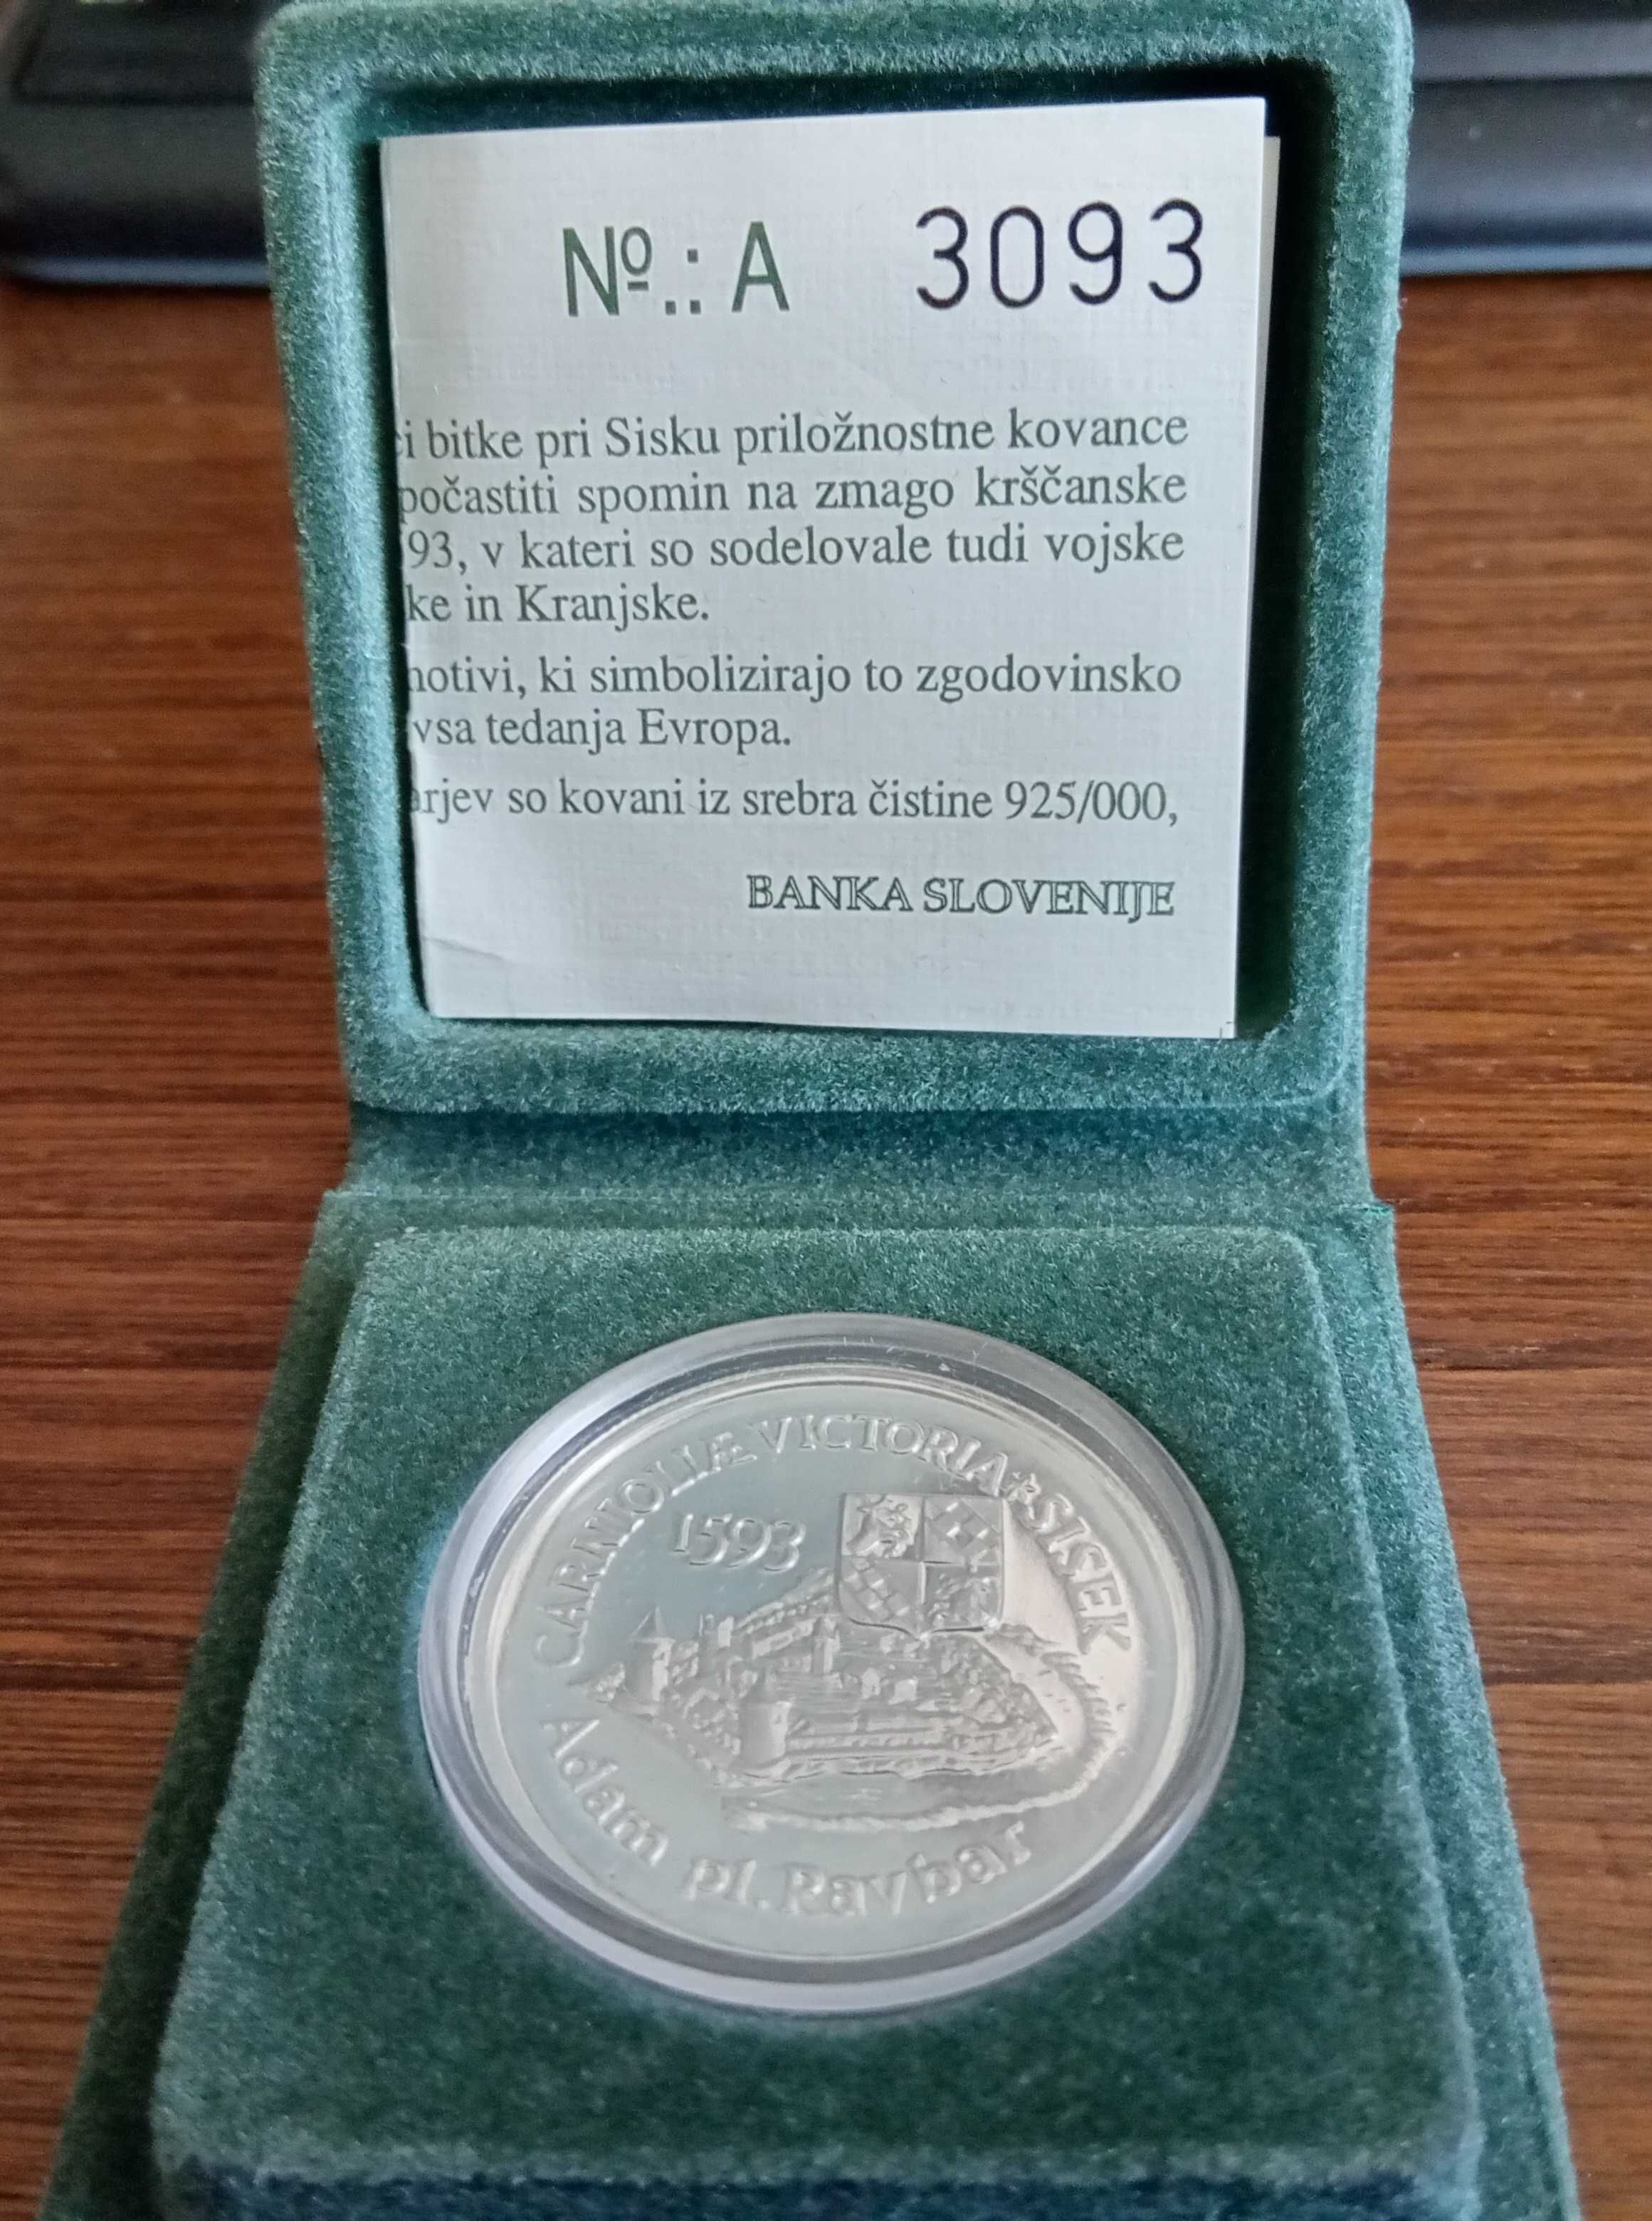 Nº.: A 3093
i bitke pri Sisku priložnostne kovance
počastiti spomin na zmago krščanske
93, v kateri so sodelovale tudi vojske
ke in Kranjske.
motivi, ki simbolizirajo to zgodovinsko
vsa tedanja Evropa.
arjev so kovani iz srebra čistine 925/000,
BANKA SLOVENIJE
CARNIOLIÆ VICTORIA SISEK
1593
Adam pl. Ravbar